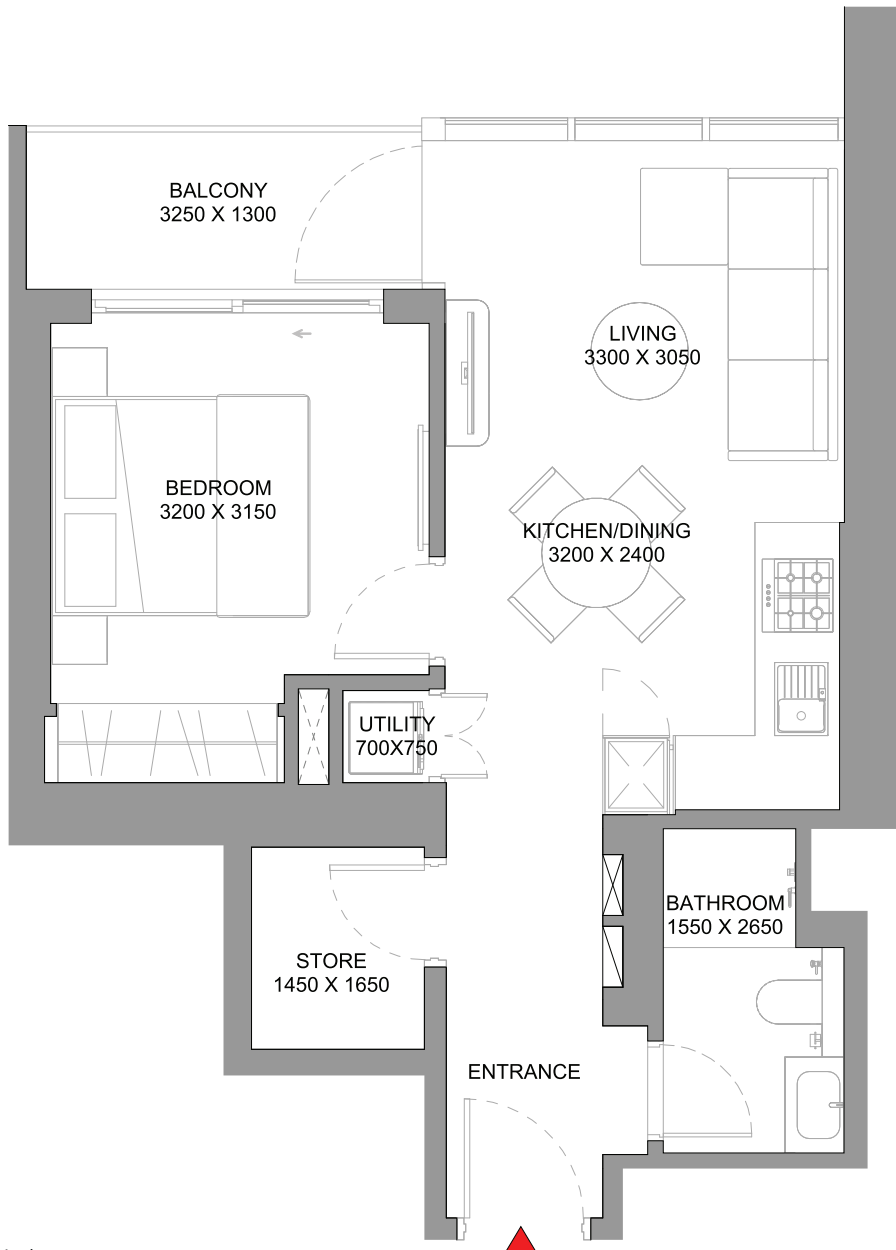 BALCONY
3250 X 1300
LIVING
3300 X 3050
BEDROOM
3200 X 3150
KITCHEN/DINING
3200 X 2400
UTILITY
700X750
BATHROOM
1550 X 2650
STORE
1450 X 1650
ENTRANCE